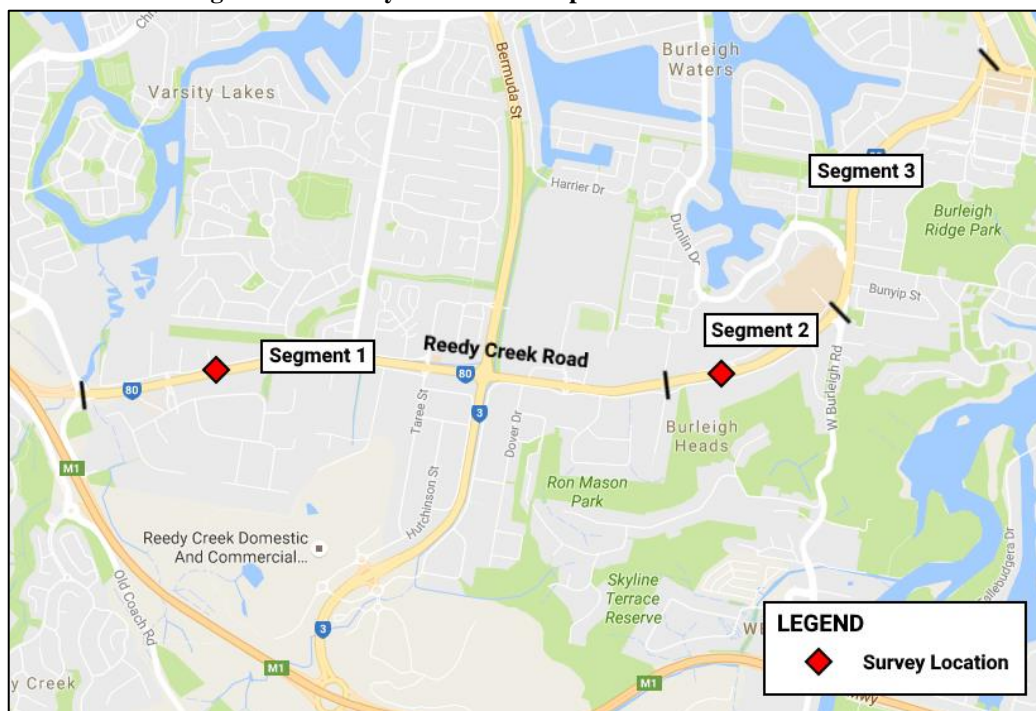 Varsity Lakes
Bermuda St
Burleigh
Waters
Segment 3
Harrier Dr
Dunlin Dr
Burleigh
Ridge Park
Bunyip St
Segment 2
Segment 1
Reedy Creek Road
80
80
3
Taree St
Dover Dr
W Burleigh Rd
Burleigh
Heads
M1
Hutchinson St
Ron Mason
Park
Reedy Creek Domestic
And Commercial...
Old Coach Rd
Skyline
Terrace
Reserve
3
M1
M1
y Creek
LEGEND
Survey Location